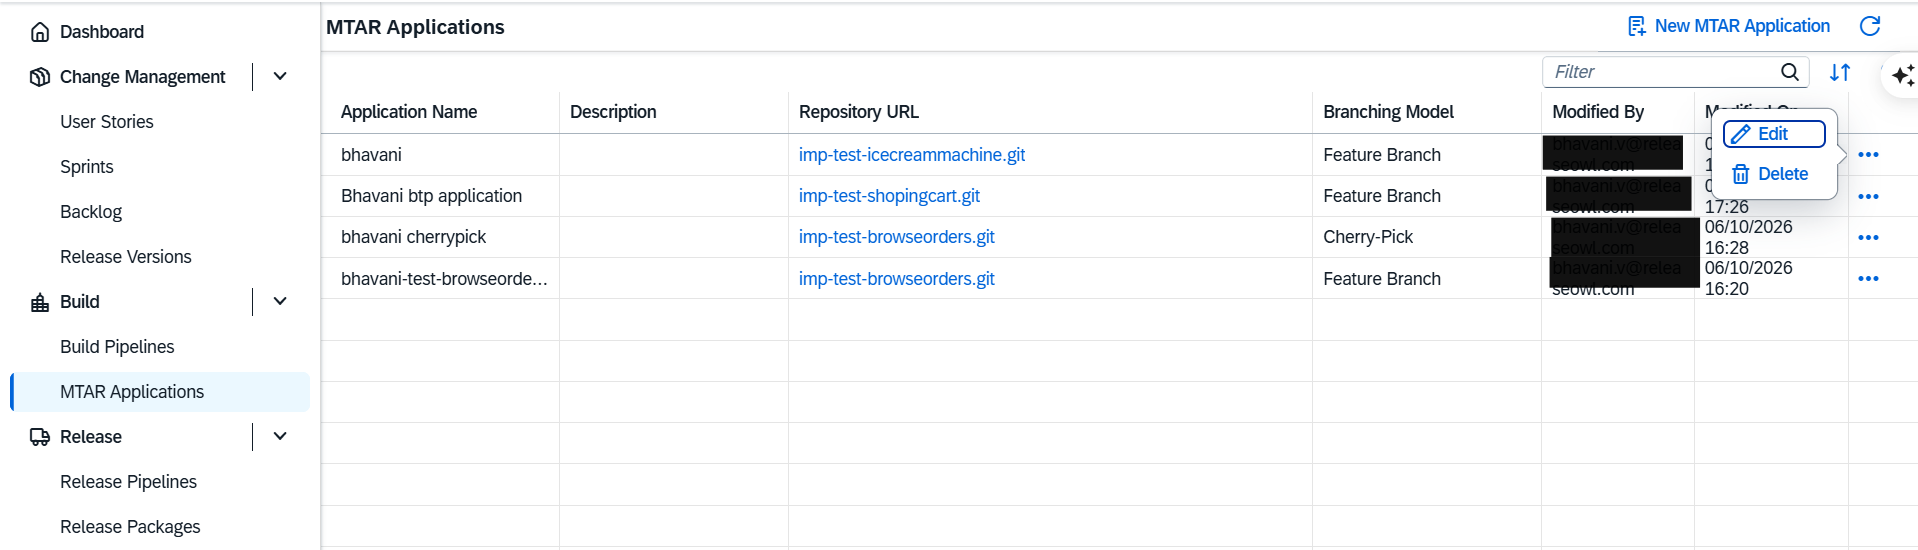 Dashboard
Change Management
User Stories
Sprints
Backlog
Release Versions
Build
Build Pipelines
MTAR Applications
Release
Release Pipelines
Release Packages
MTAR Applications
New MTAR Application
Filter
Application Name Description Repository URL Branching Model Modified By
Edit
Delete
bhavani imp-test-icecreammachine.git Feature Branch
Bhavani btp application imp-test-shopingcart.git Feature Branch
17:26
bhavani cherrypick imp-test-browseorders.git Cherry-Pick 06/10/2026
16:28
bhavani-test-browseorde... imp-test-browseorders.git Feature Branch 06/10/2026
seowl.com 16:20